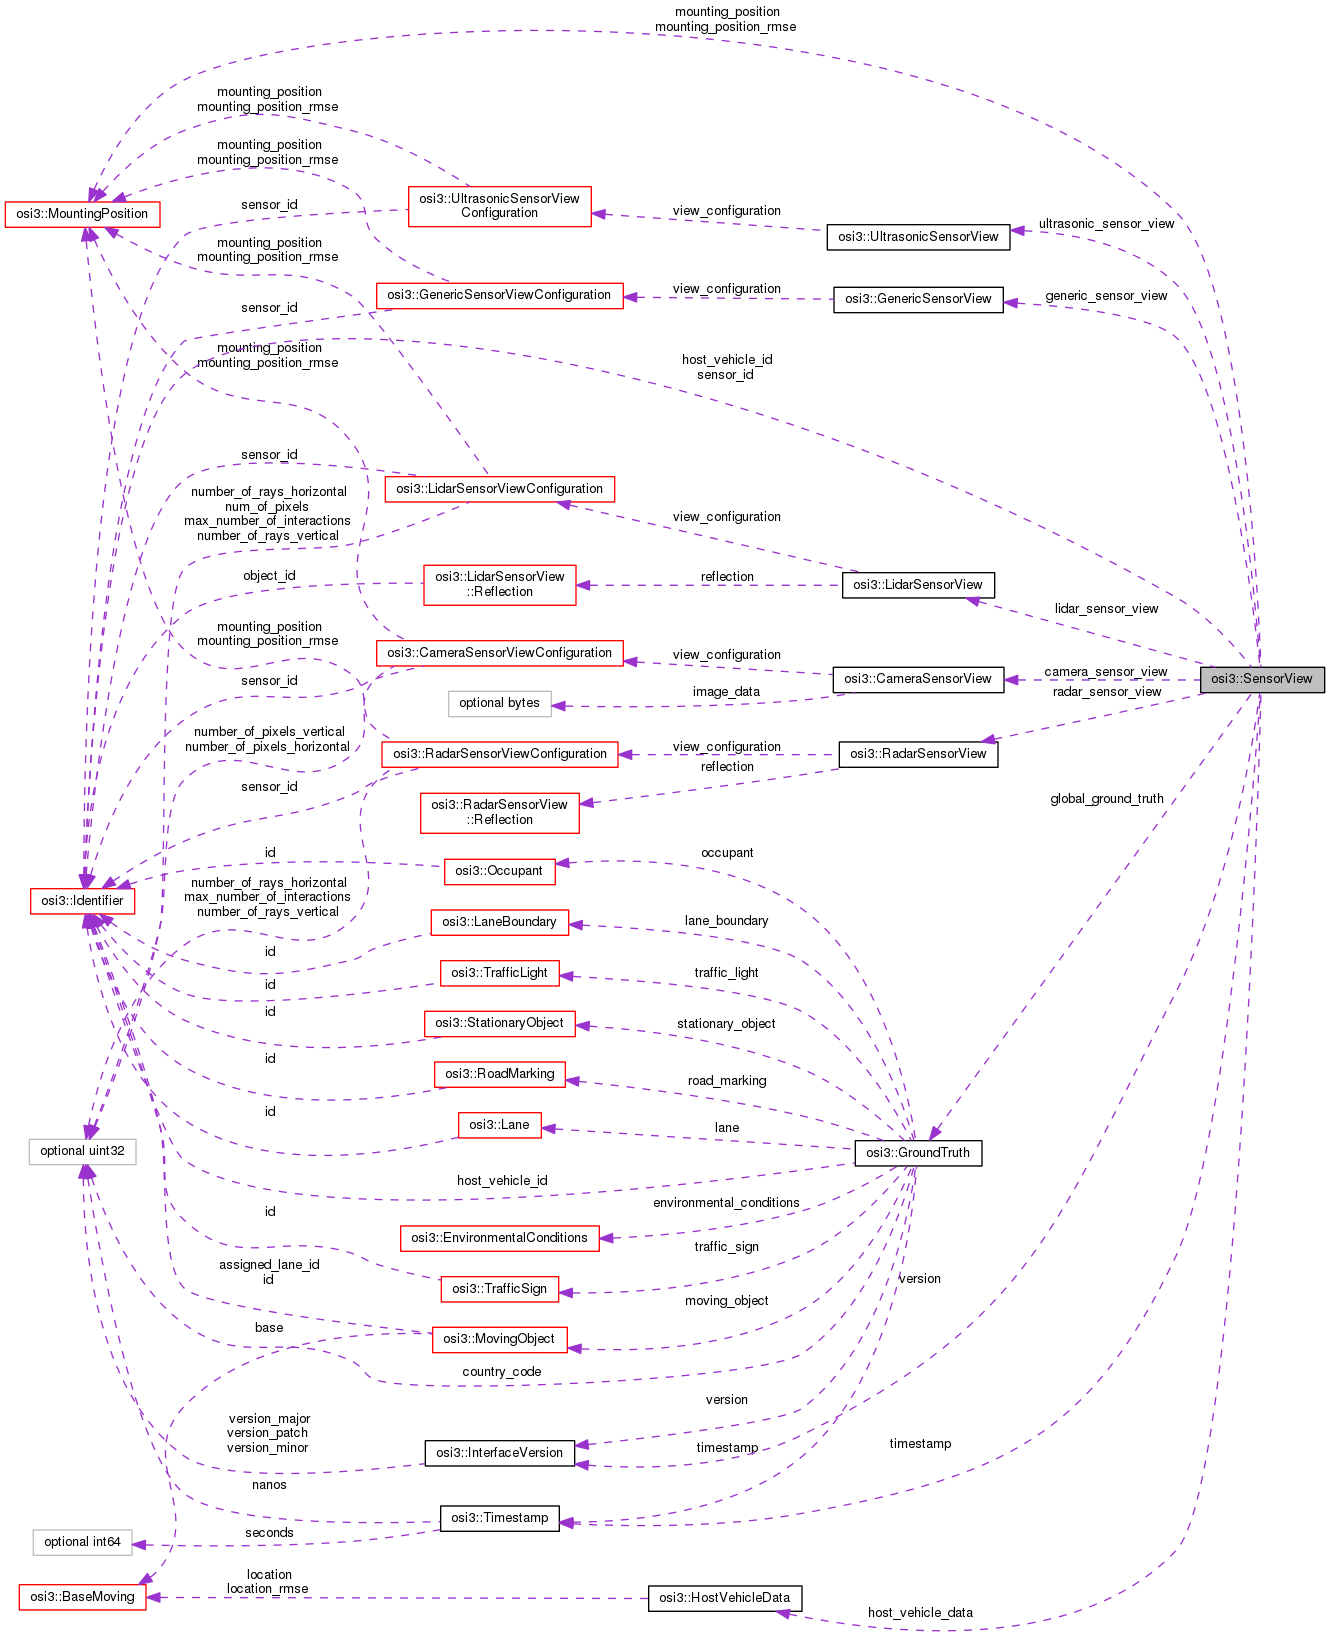 mounting_position
mounting_position_rmse
mounting_position
mounting_position_rmse
mounting_position
mounting_position_rmse
osi3::UltrasonicSensorView
Configuration
sensor_id
osi3::MountingPosition
view_configuration
ultrasonic_sensor_view
osi3::UltrasonicSensorView
mounting_position
mounting_position_rmse
osi3::GenericSensorViewConfiguration
view_configuration
osi3::GenericSensorView
generic_sensor_view
sensor_id
mounting_position
mounting_position_rmse
host_vehicle_id
sensor_id
sensor_id
osi3::LidarSensorViewConfiguration
number_of_rays_horizontal
num_of_pixels
max_number_of_interactions
number_of_rays_vertical
view_configuration
object_id
osi3::LidarSensorView
::Reflection
reflection
osi3::LidarSensorView
lidar_sensor_view
mounting_position
mounting_position_rmse
osi3::CameraSensorViewConfiguration
view_configuration
osi3::CameraSensorView
camera_sensor_view
osi3::SensorView
sensor_id
optional bytes
image_data
radar_sensor_view
number_of_pixels_vertical
number_of_pixels_horizontal
osi3::RadarSensorViewConfiguration
view_configuration
osi3::RadarSensorView
reflection
sensor_id
osi3::RadarSensorView
::Reflection
global_ground_truth
id
osi3::Occupant
occupant
number_of_rays_horizontal
max_number_of_interactions
number_of_rays_vertical
osi3::Identifier
osi3::LaneBoundary
lane_boundary
id
osi3::TrafficLight
traffic_light
id
id
osi3::StationaryObject
stationary_object
id
osi3::RoadMarking
road_marking
id
osi3::Lane
lane
optional uint32
osi3::GroundTruth
host_vehicle_id
environmental_conditions
id
osi3::EnvironmentalConditions
traffic_sign
assigned_lane_id
id
osi3::TrafficSign
version
moving_object
base
osi3::MovingObject
country_code
version
version_major
version_patch
version_minor
osi3::InterfaceVersion
timestamp
timestamp
nanos
osi3::Timestamp
optional int64
seconds
location
location_rmse
osi3::BaseMoving
osi3::HostVehicleData
host_vehicle_data